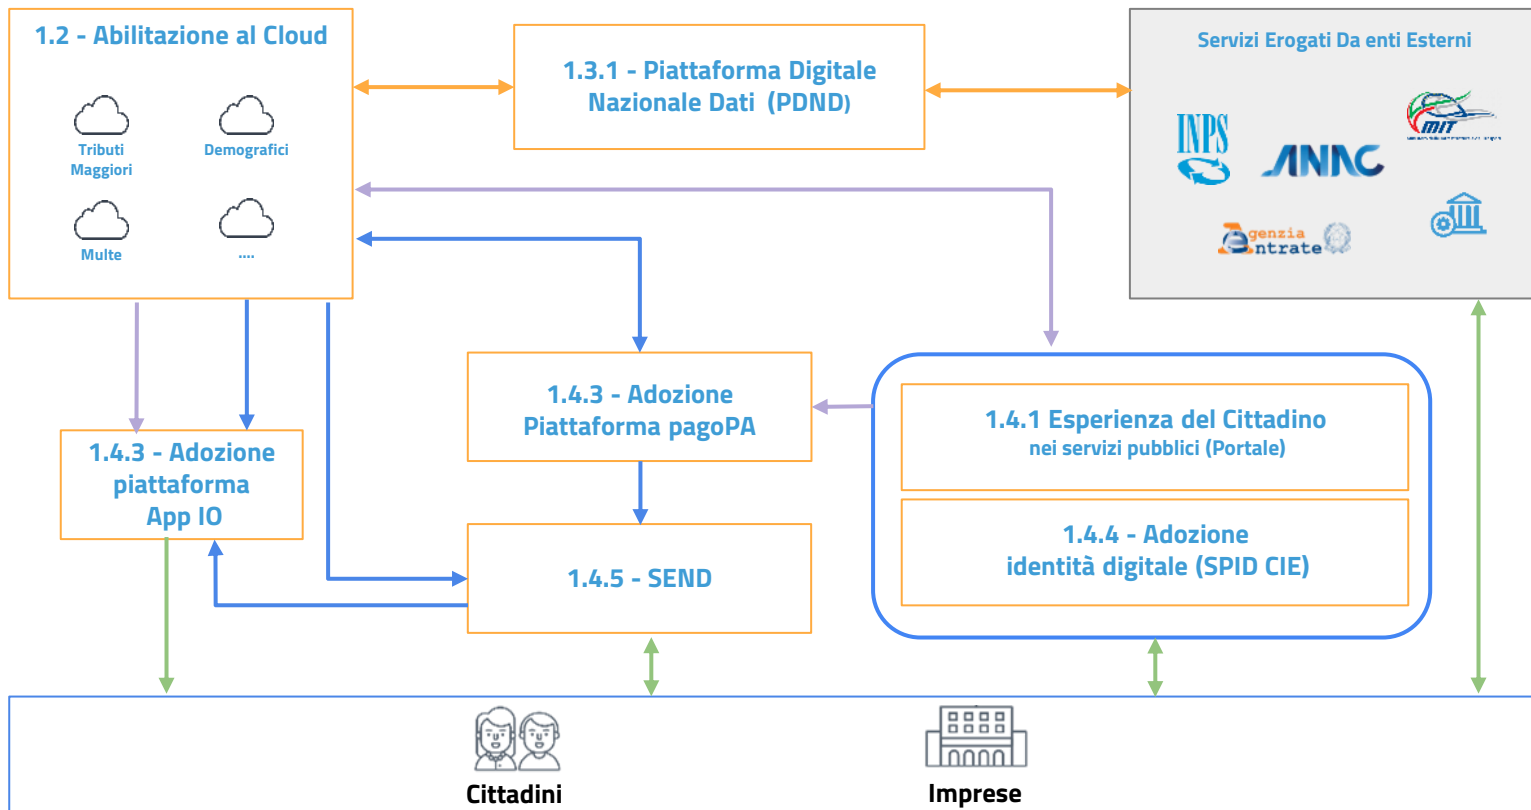 1.2 - Abilitazione al Cloud
Tributi
Maggiori
Demografici
Multe
....
1.3.1 - Piattaforma Digitale
Nazionale Dati (PDND)
Servizi Erogati Da enti Esterni
INPS
ANAC
MIT
Agenzia
Entrate
1.4.3 - Adozione
piattaforma
App IO
1.4.3 - Adozione
Piattaforma pagoPA
1.4.5 - SEND
1.4.1 Esperienza del Cittadino
nei servizi pubblici (Portale)
1.4.4 - Adozione
identità digitale (SPID CIE)
Cittadini
Imprese